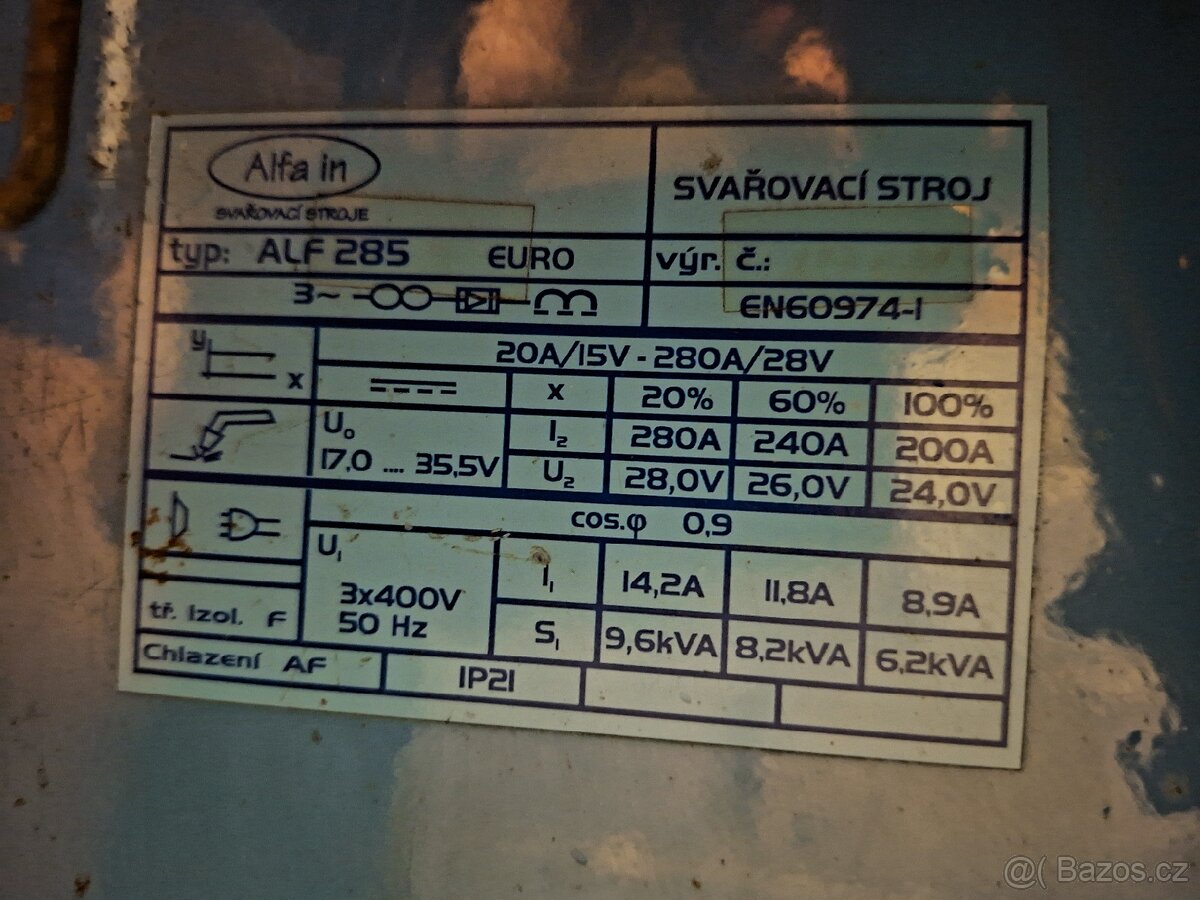 Alfa in
SVAŘOVACÍ STROJE
SVAŘOVACÍ STROJ
typ: ALF 285 EURO
výr. č.:
3~
EN60974-1
y
x
20A/15V - 280A/28V
X 20% 60% 100%
U₀
17,0 .... 35,5V
I₂ 280A 240A 200A
U₂ 28,0V 26,0V 24,0V
cos.φ 0,9
U₁
3x400V
50 Hz
I₁ 14,2A 11,8A 8,9A
S₁ 9,6kVA 8,2kVA 6,2kVA
tř. Izol. F
Chlazení AF
IP21
@( Bazos.cz